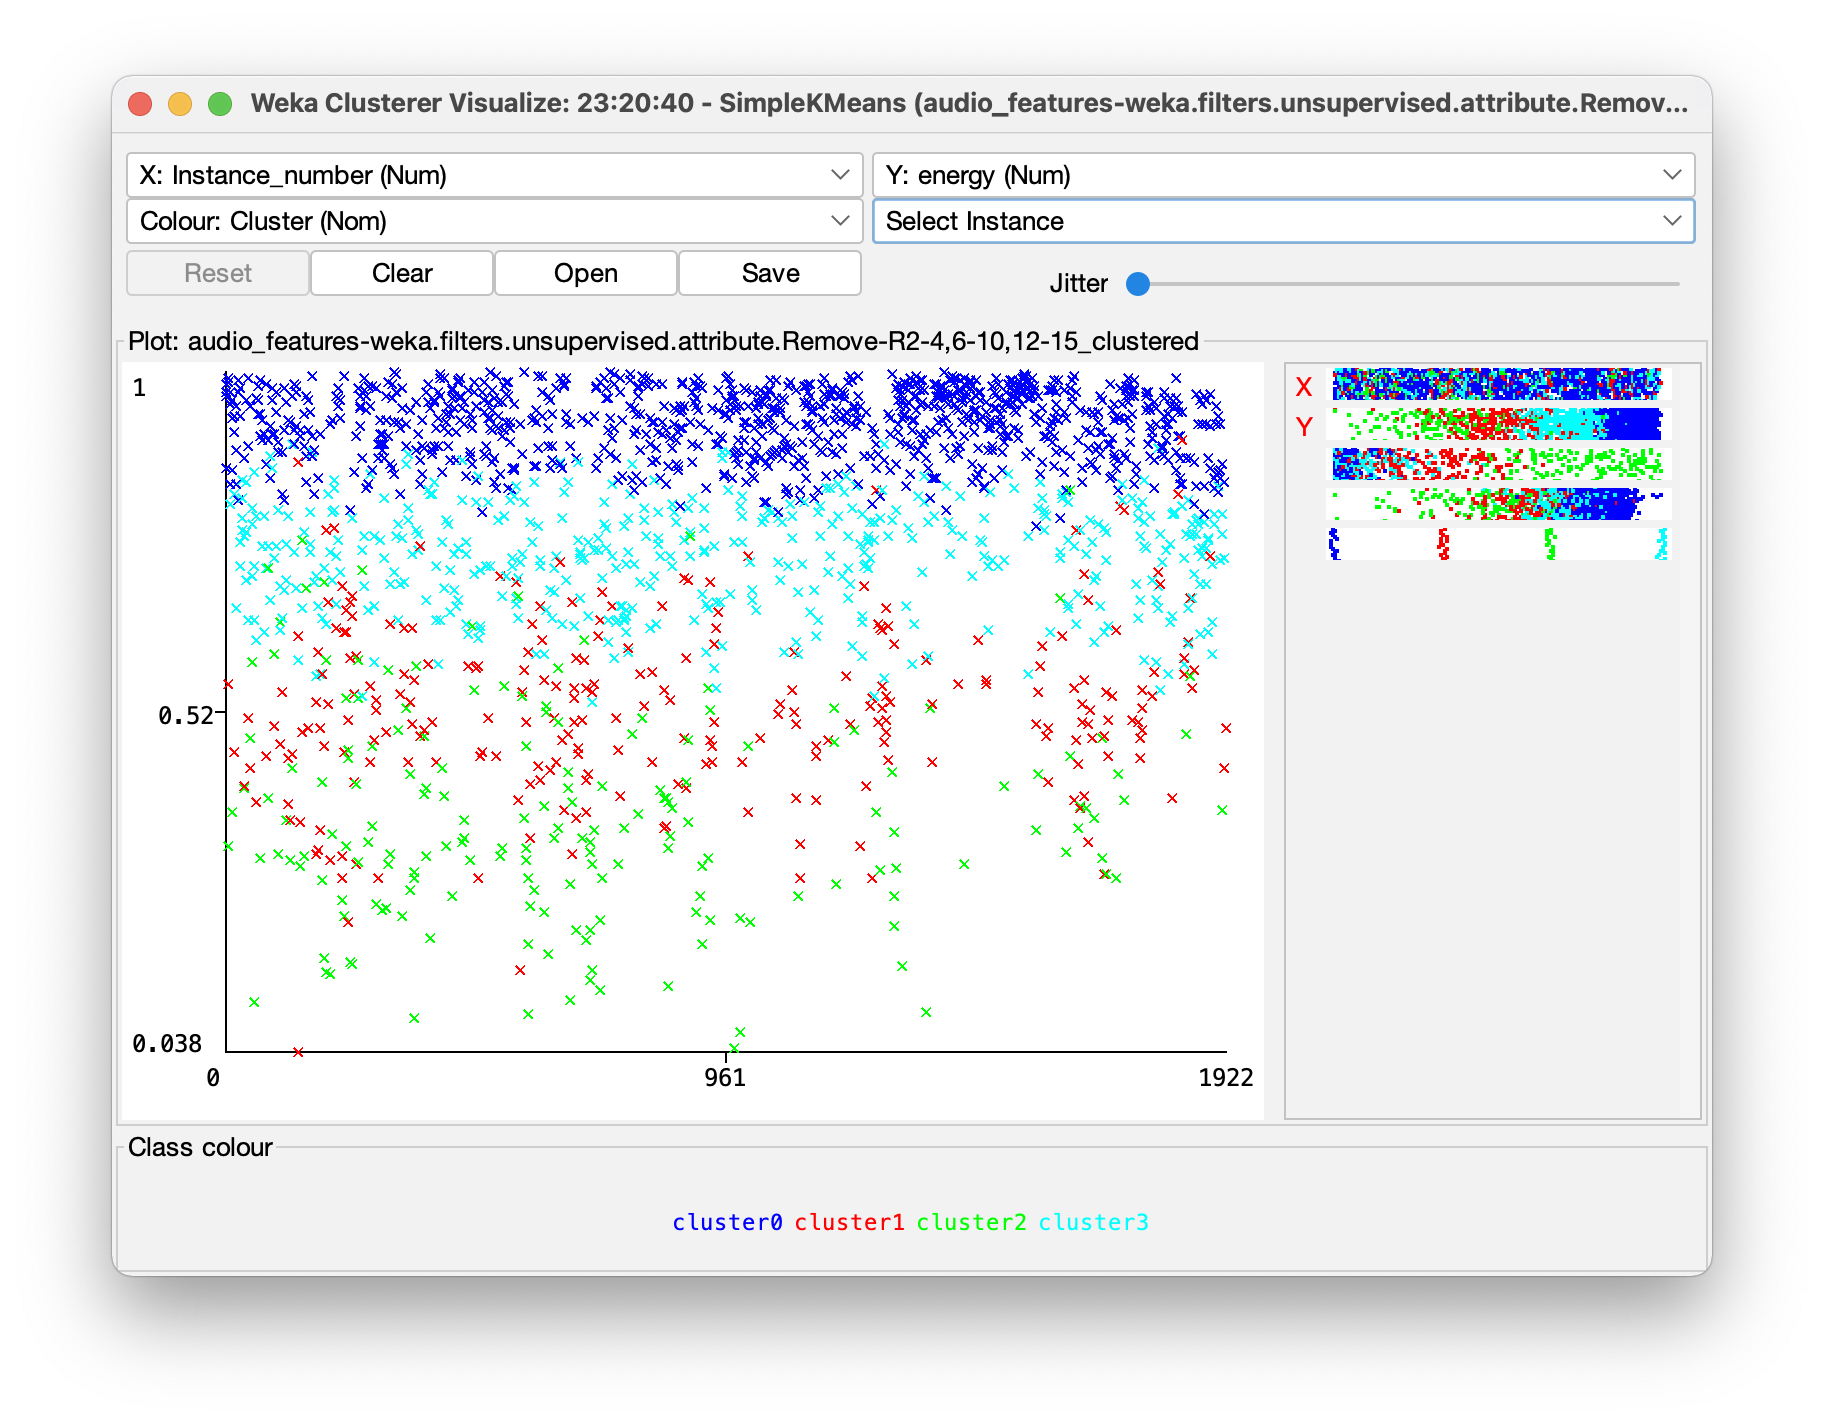 Weka Clusterer Visualize: 23:20:40 - SimpleKMeans (audio_features-weka.filters.unsupervised.attribute.Remov...
X: Instance_number (Num)
Y: energy (Num)
Colour: Cluster (Nom)
Select Instance
Reset
Clear
Open
Save
Jitter
Plot: audio_features-weka.filters.unsupervised.attribute.Remove-R2-4,6-10,12-15_clustered
1
0.52
0.038
0
961
1922
X
Y
Class colour
cluster0 cluster1 cluster2 cluster3